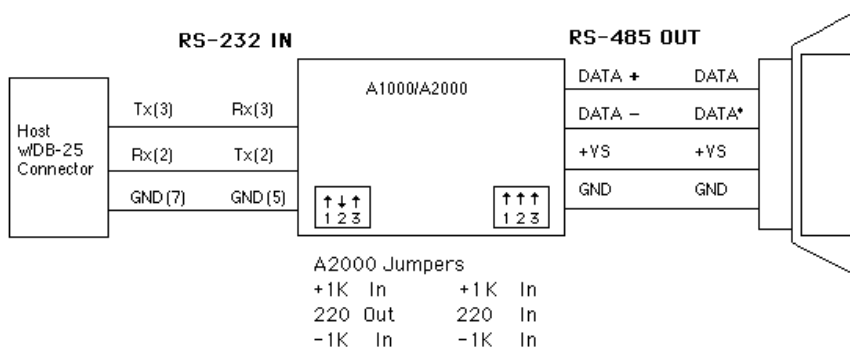 RS-232 IN
RS-485 OUT
A1000/A2000
Host
w/DB-25
Connector
Tx(3) Rx(3)
Rx(2) Tx(2)
GND(7) GND(5)
DATA + DATA
DATA - DATA*
+VS +VS
GND GND
↑↓↑
1 2 3
↑↑↑
1 2 3
A2000 Jumpers
+1K In +1K In
220 Out 220 In
-1K In -1K In